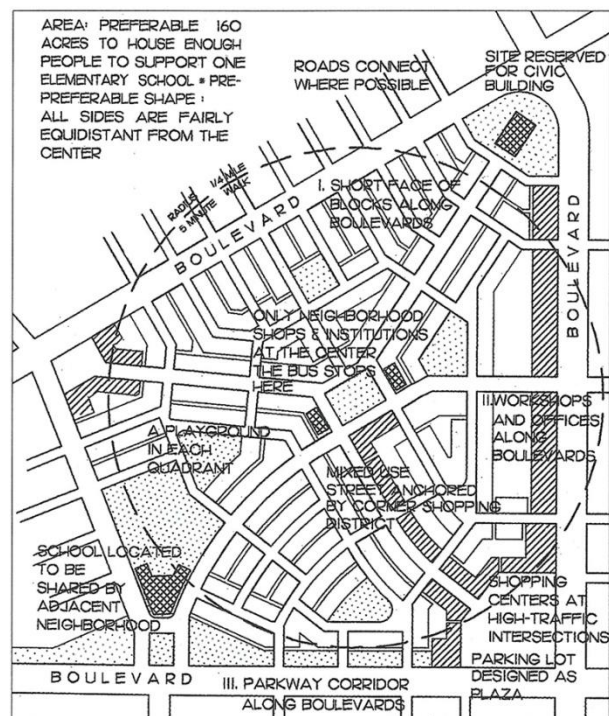 AREA: PREFERABLE 160
ACRES TO HOUSE ENOUGH
PEOPLE TO SUPPORT ONE
ELEMENTARY SCHOOL • PRE-
PREFERABLE SHAPE :
ALL SIDES ARE FAIRLY
EQUIDISTANT FROM THE
CENTER
ROADS CONNECT
WHERE POSSIBLE
SITE RESERVED
FOR CIVIC
BUILDING
RADIUS 1/4 MILE
5 MINUTE WALK
BOULEVARD
I. SHORT FACE OF
BLOCKS ALONG
BOULEVARDS
BOULEVARD
ONLY NEIGHBORHOOD
SHOPS & INSTITUTIONS
AT THE CENTER
THE BUS STOPS
HERE
II. WORKSHOPS
AND OFFICES
ALONG
BOULEVARDS
A PLAYGROUND
IN EACH
QUADRANT
MIXED USE
STREET ANCHORED
BY CORNER SHOPPING
DISTRICT
SCHOOL LOCATED
TO BE
SHARED BY
ADJACENT
NEIGHBORHOOD
SHOPPING
CENTERS AT
HIGH-TRAFFIC
INTERSECTIONS
PARKING LOT
DESIGNED AS
PLAZA
BOULEVARD
III. PARKWAY CORRIDOR
ALONG BOULEVARDS